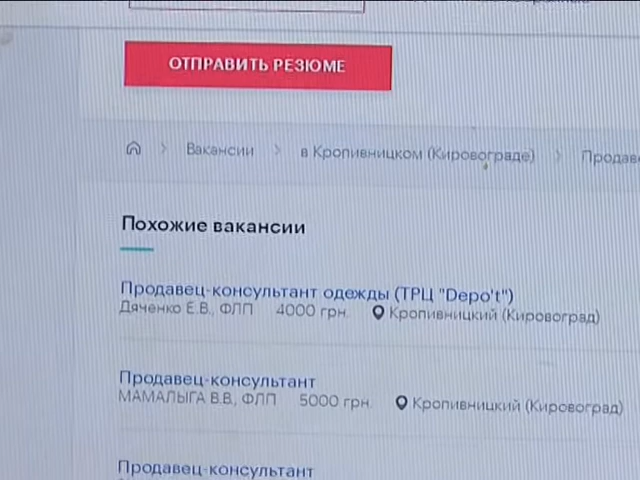 ОТПРАВИТЬ РЕЗЮМЕ
Вакансии > в Кропивницком (Кировограде) >
Похожие вакансии
Продавец-консультант одежды (ТРЦ "Depo't")
Дяченко Е.В., ФЛП 4000 грн. Кропивницкий (Кировоград)
Продавец-консультант
МАМАЛЫГА В.В., ФЛП 5000 грн. Кропивницкий (Кировоград)
Продавец-консультант